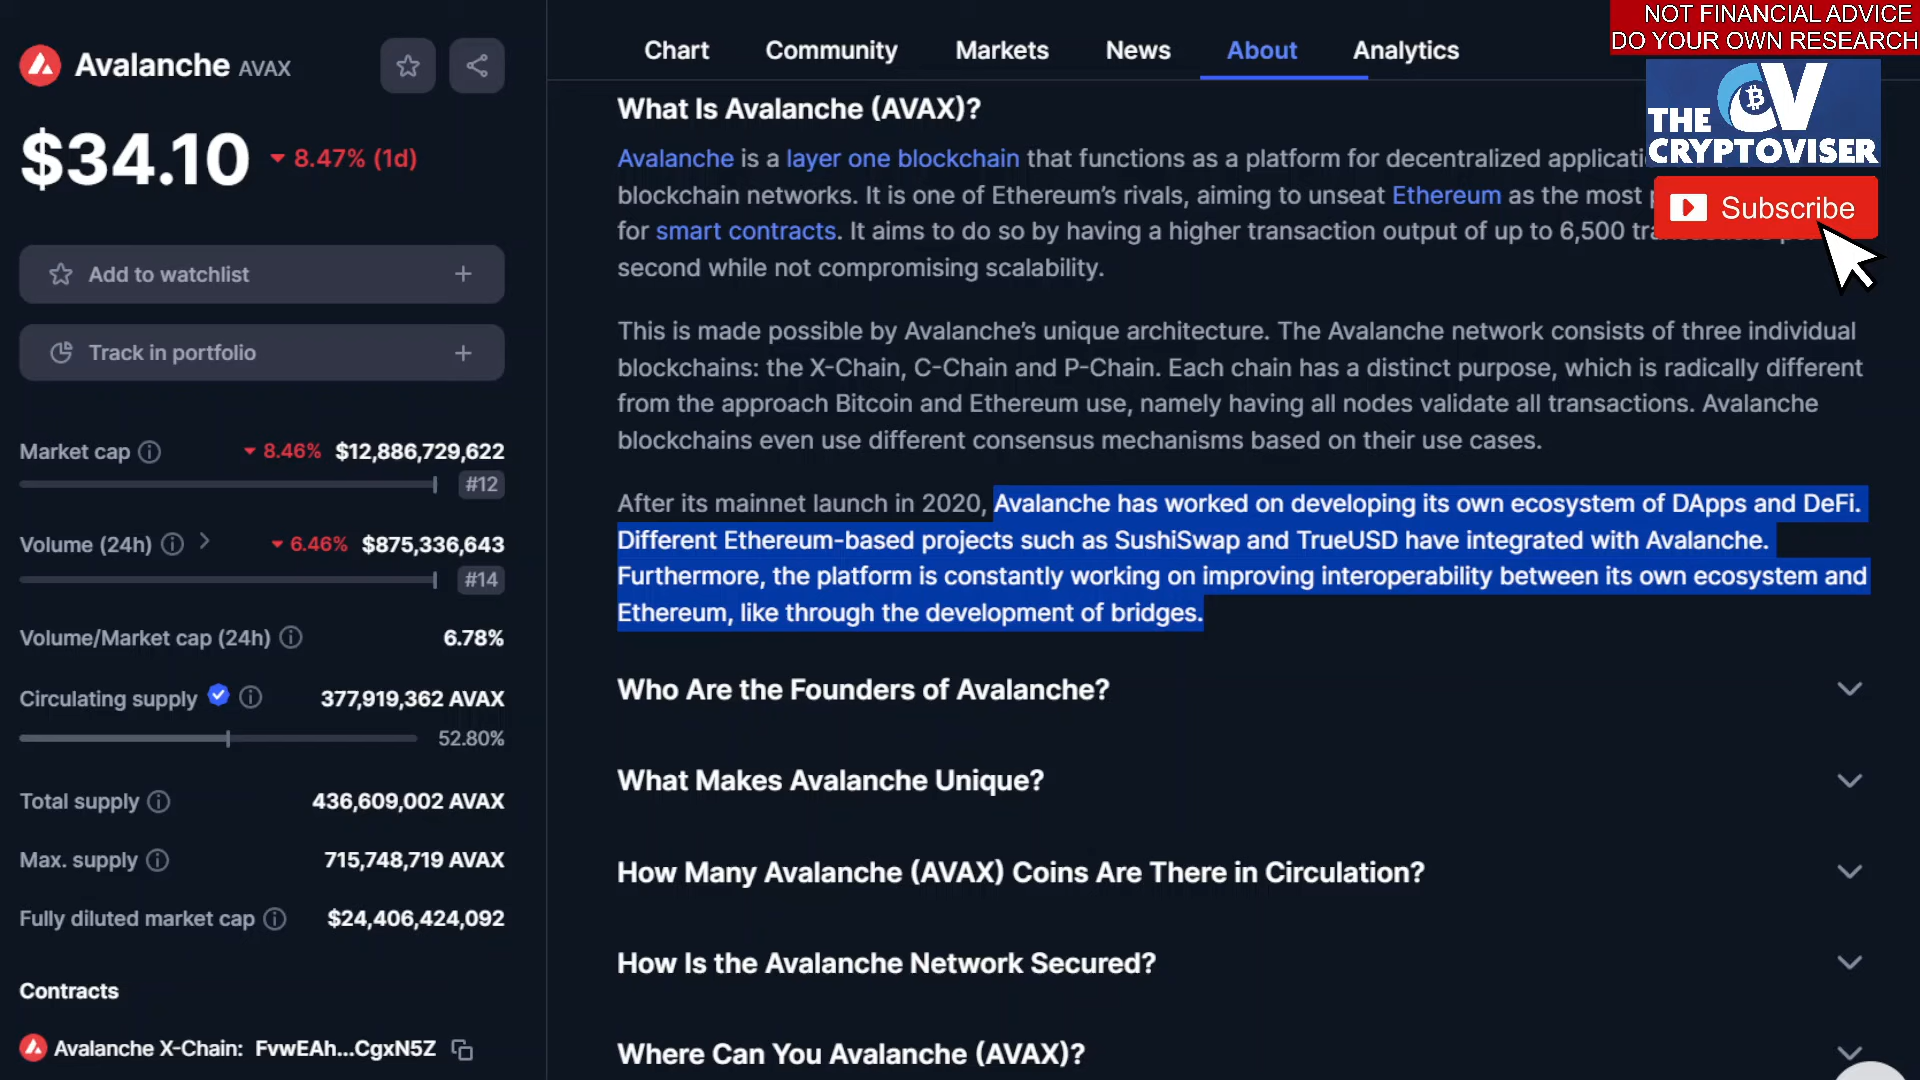 NOT FINANCIAL ADVICE
DO YOUR OWN RESEARCH
THE CV
CRYPTOVISER
Subscribe
Avalanche AVAX
$34.10 8.47% (1d)
Add to watchlist
Track in portfolio
Market cap 8.46% $12,886,729,622
#12
Volume (24h) 6.46% $875,336,643
#14
Volume/Market cap (24h) 6.78%
Circulating supply 377,919,362 AVAX
52.80%
Total supply 436,609,002 AVAX
Max. supply 715,748,719 AVAX
Fully diluted market cap $24,406,424,092
Contracts
Avalanche X-Chain: FvwEAh...CgxN5Z
Chart Community Markets News About Analytics
What Is Avalanche (AVAX)?
Avalanche is a layer one blockchain that functions as a platform for decentralized
blockchain networks. It is one of Ethereum’s rivals, aiming to unseat Ethereum as the most
for smart contracts. It aims to do so by having a higher transaction output of up to 6,500
second while not compromising scalability.
This is made possible by Avalanche’s unique architecture. The Avalanche network consists of three individual
blockchains: the X-Chain, C-Chain and P-Chain. Each chain has a distinct purpose, which is radically different
from the approach Bitcoin and Ethereum use, namely having all nodes validate all transactions. Avalanche
blockchains even use different consensus mechanisms based on their use cases.
After its mainnet launch in 2020, Avalanche has worked on developing its own ecosystem of DApps and DeFi.
Different Ethereum-based projects such as SushiSwap and TrueUSD have integrated with Avalanche.
Furthermore, the platform is constantly working on improving interoperability between its own ecosystem and
Ethereum, like through the development of bridges.
Who Are the Founders of Avalanche?
What Makes Avalanche Unique?
How Many Avalanche (AVAX) Coins Are There in Circulation?
How Is the Avalanche Network Secured?
Where Can You Avalanche (AVAX)?